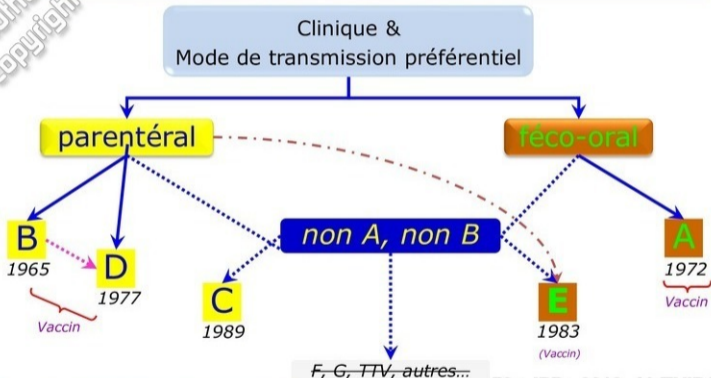 copyright
Clinique &
Mode de transmission préférentiel
parentéral
féco-oral
non A, non B
B
1965
D
1977
Vaccin
C
1989
E
1983
(Vaccin)
A
1972
Vaccin
F, G, TTV, autres...